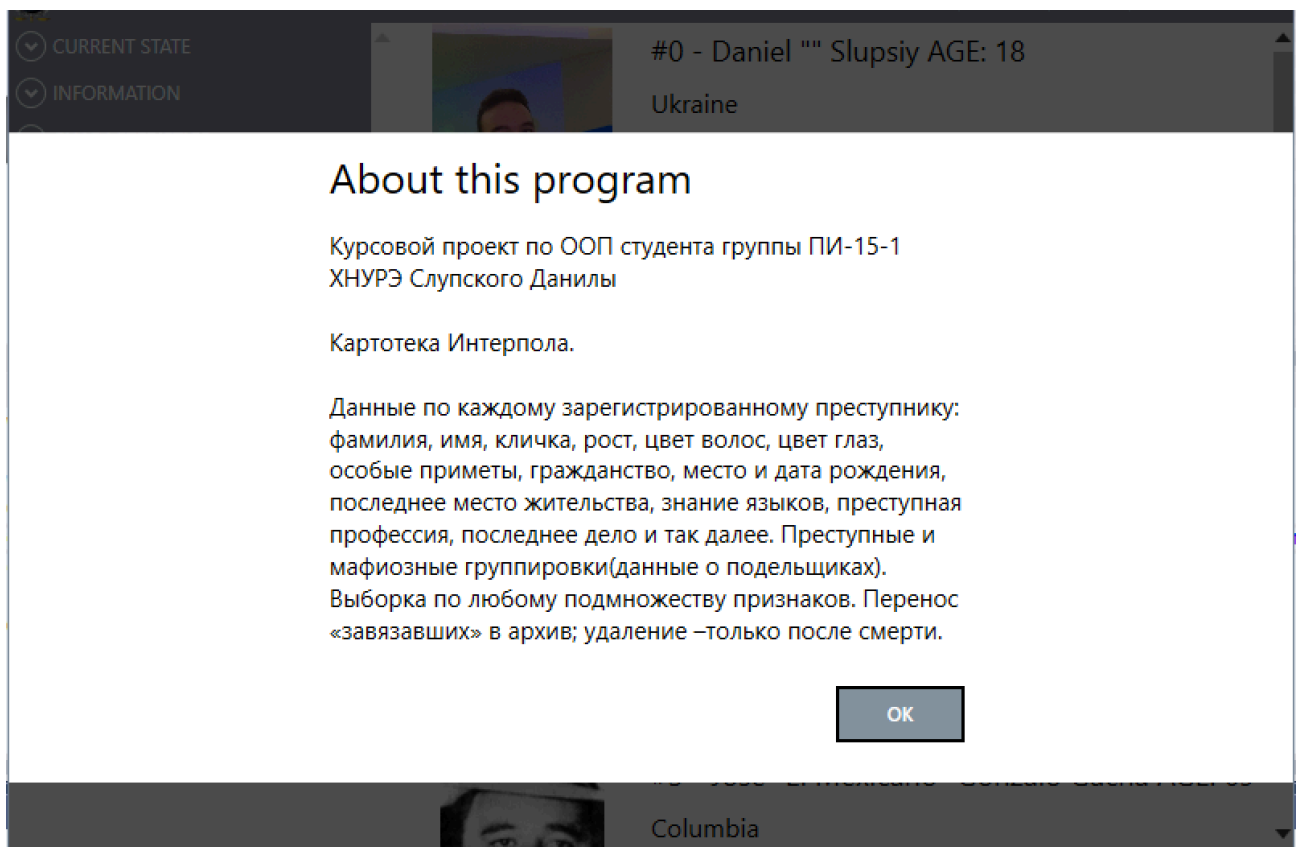 CURRENT STATE
INFORMATION
#0 - Daniel "" Slupsiy AGE: 18
Ukraine
About this program
Курсовой проект по ООП студента группы ПИ-15-1
ХНУРЭ Слупского Данилы
Картотека Интерпола.
Данные по каждому зарегистрированному преступнику:
фамилия, имя, кличка, рост, цвет волос, цвет глаз,
особые приметы, гражданство, место и дата рождения,
последнее место жительства, знание языков, преступная
профессия, последнее дело и так далее. Преступные и
мафиозные группировки(данные о подельщиках).
Выборка по любому подмножеству признаков. Перенос
«завязавших» в архив; удаление –только после смерти.
OK
Columbia